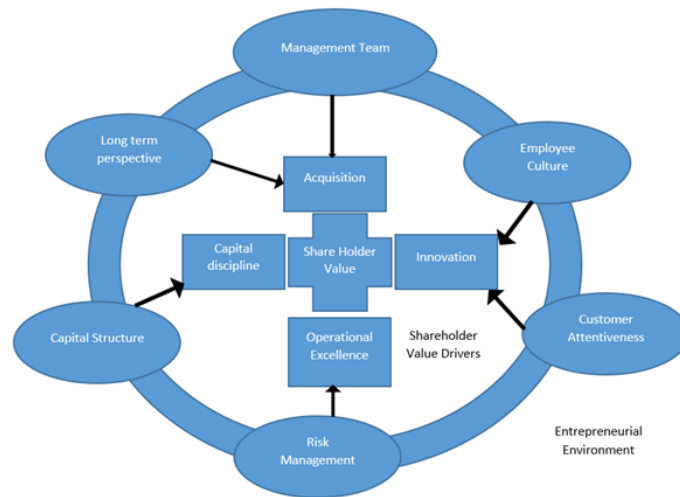 Management Team
Long term
perspective
Employee
Culture
Acquisition
Capital
discipline
Share Holder
Value
Innovation
Capital Structure
Operational
Excellence
Shareholder
Value Drivers
Customer
Attentiveness
Risk
Management
Entrepreneurial
Environment